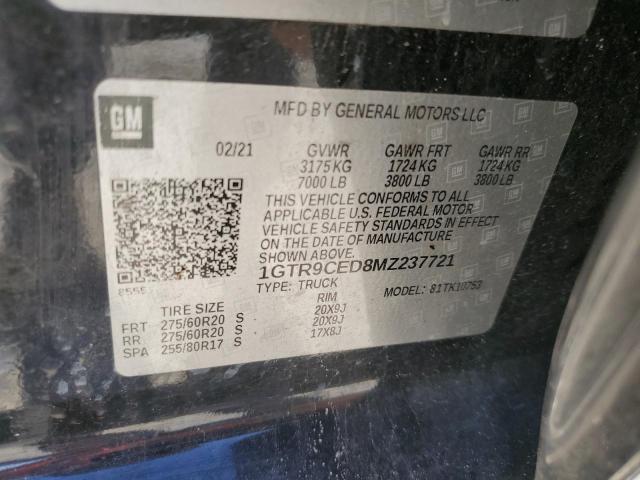 GM
MFD BY GENERAL MOTORS LLC
02/21 GVWR GAWR FRT GAWR RR
3175 KG 1724 KG 1724 KG
7000 LB 3800 LB 3800 LB
THIS VEHICLE CONFORMS TO ALL
APPLICABLE U.S. FEDERAL MOTOR
VEHICLE SAFETY STANDARDS IN EFFECT
ON THE DATE OF MANUFACTURE
SHOWN ABOVE.
1GTR9CED8MZ237721
TYPE: TRUCK MODEL: 81TK10753
TIRE SIZE RIM
FRT 275/60R20 S 20X9J
RR 275/60R20 S 20X9J
SPA 255/80R17 S 17X8J